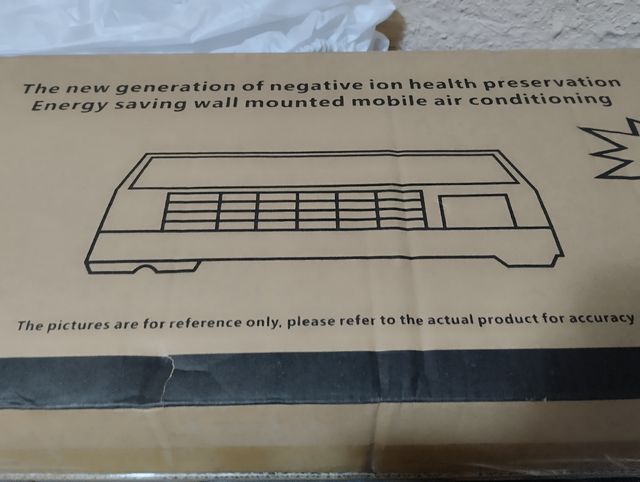 The new generation of negative ion health preservation
Energy saving wall mounted mobile air conditioning
The pictures are for reference only, please refer to the actual product for accuracy